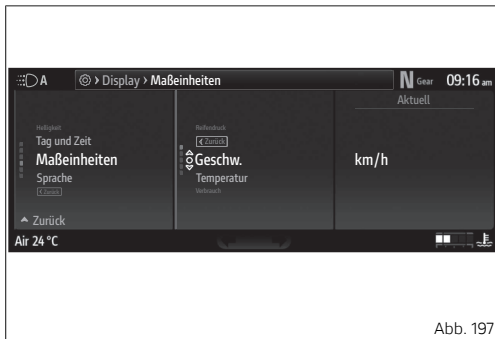 A
Display › Maßeinheiten
N Gear
09:16 am
Helligkeit
Tag und Zeit
Maßeinheiten
Sprache
Zurück
Zurück
Reifendruck
Zurück
Geschw.
Temperatur
Verbrauch
Aktuell
km/h
Air 24 °C
Abb. 197